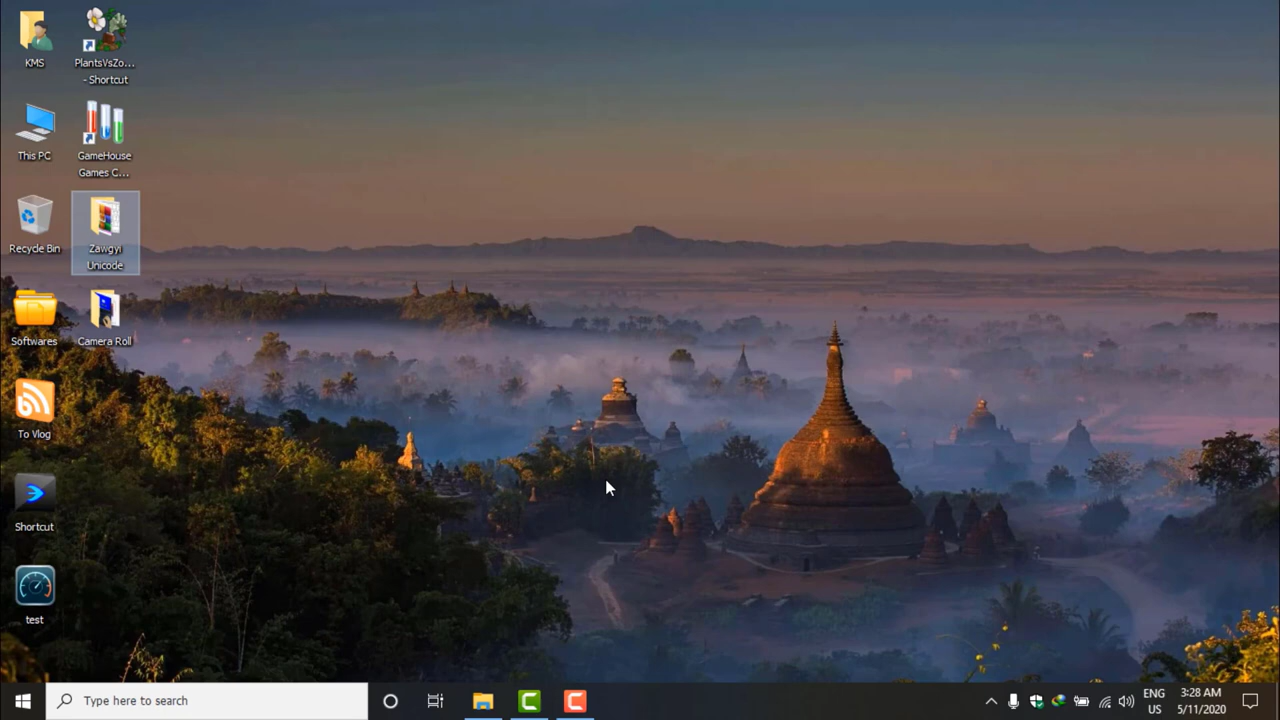 KMS
PlantsVsZo...
- Shortcut
This PC
GameHouse
Games C...
Recycle Bin
Zawgyi
Unicode
Softwares
Camera Roll
To Vlog
Shortcut
test
Type here to search
ENG
US
3:28 AM
5/11/2020